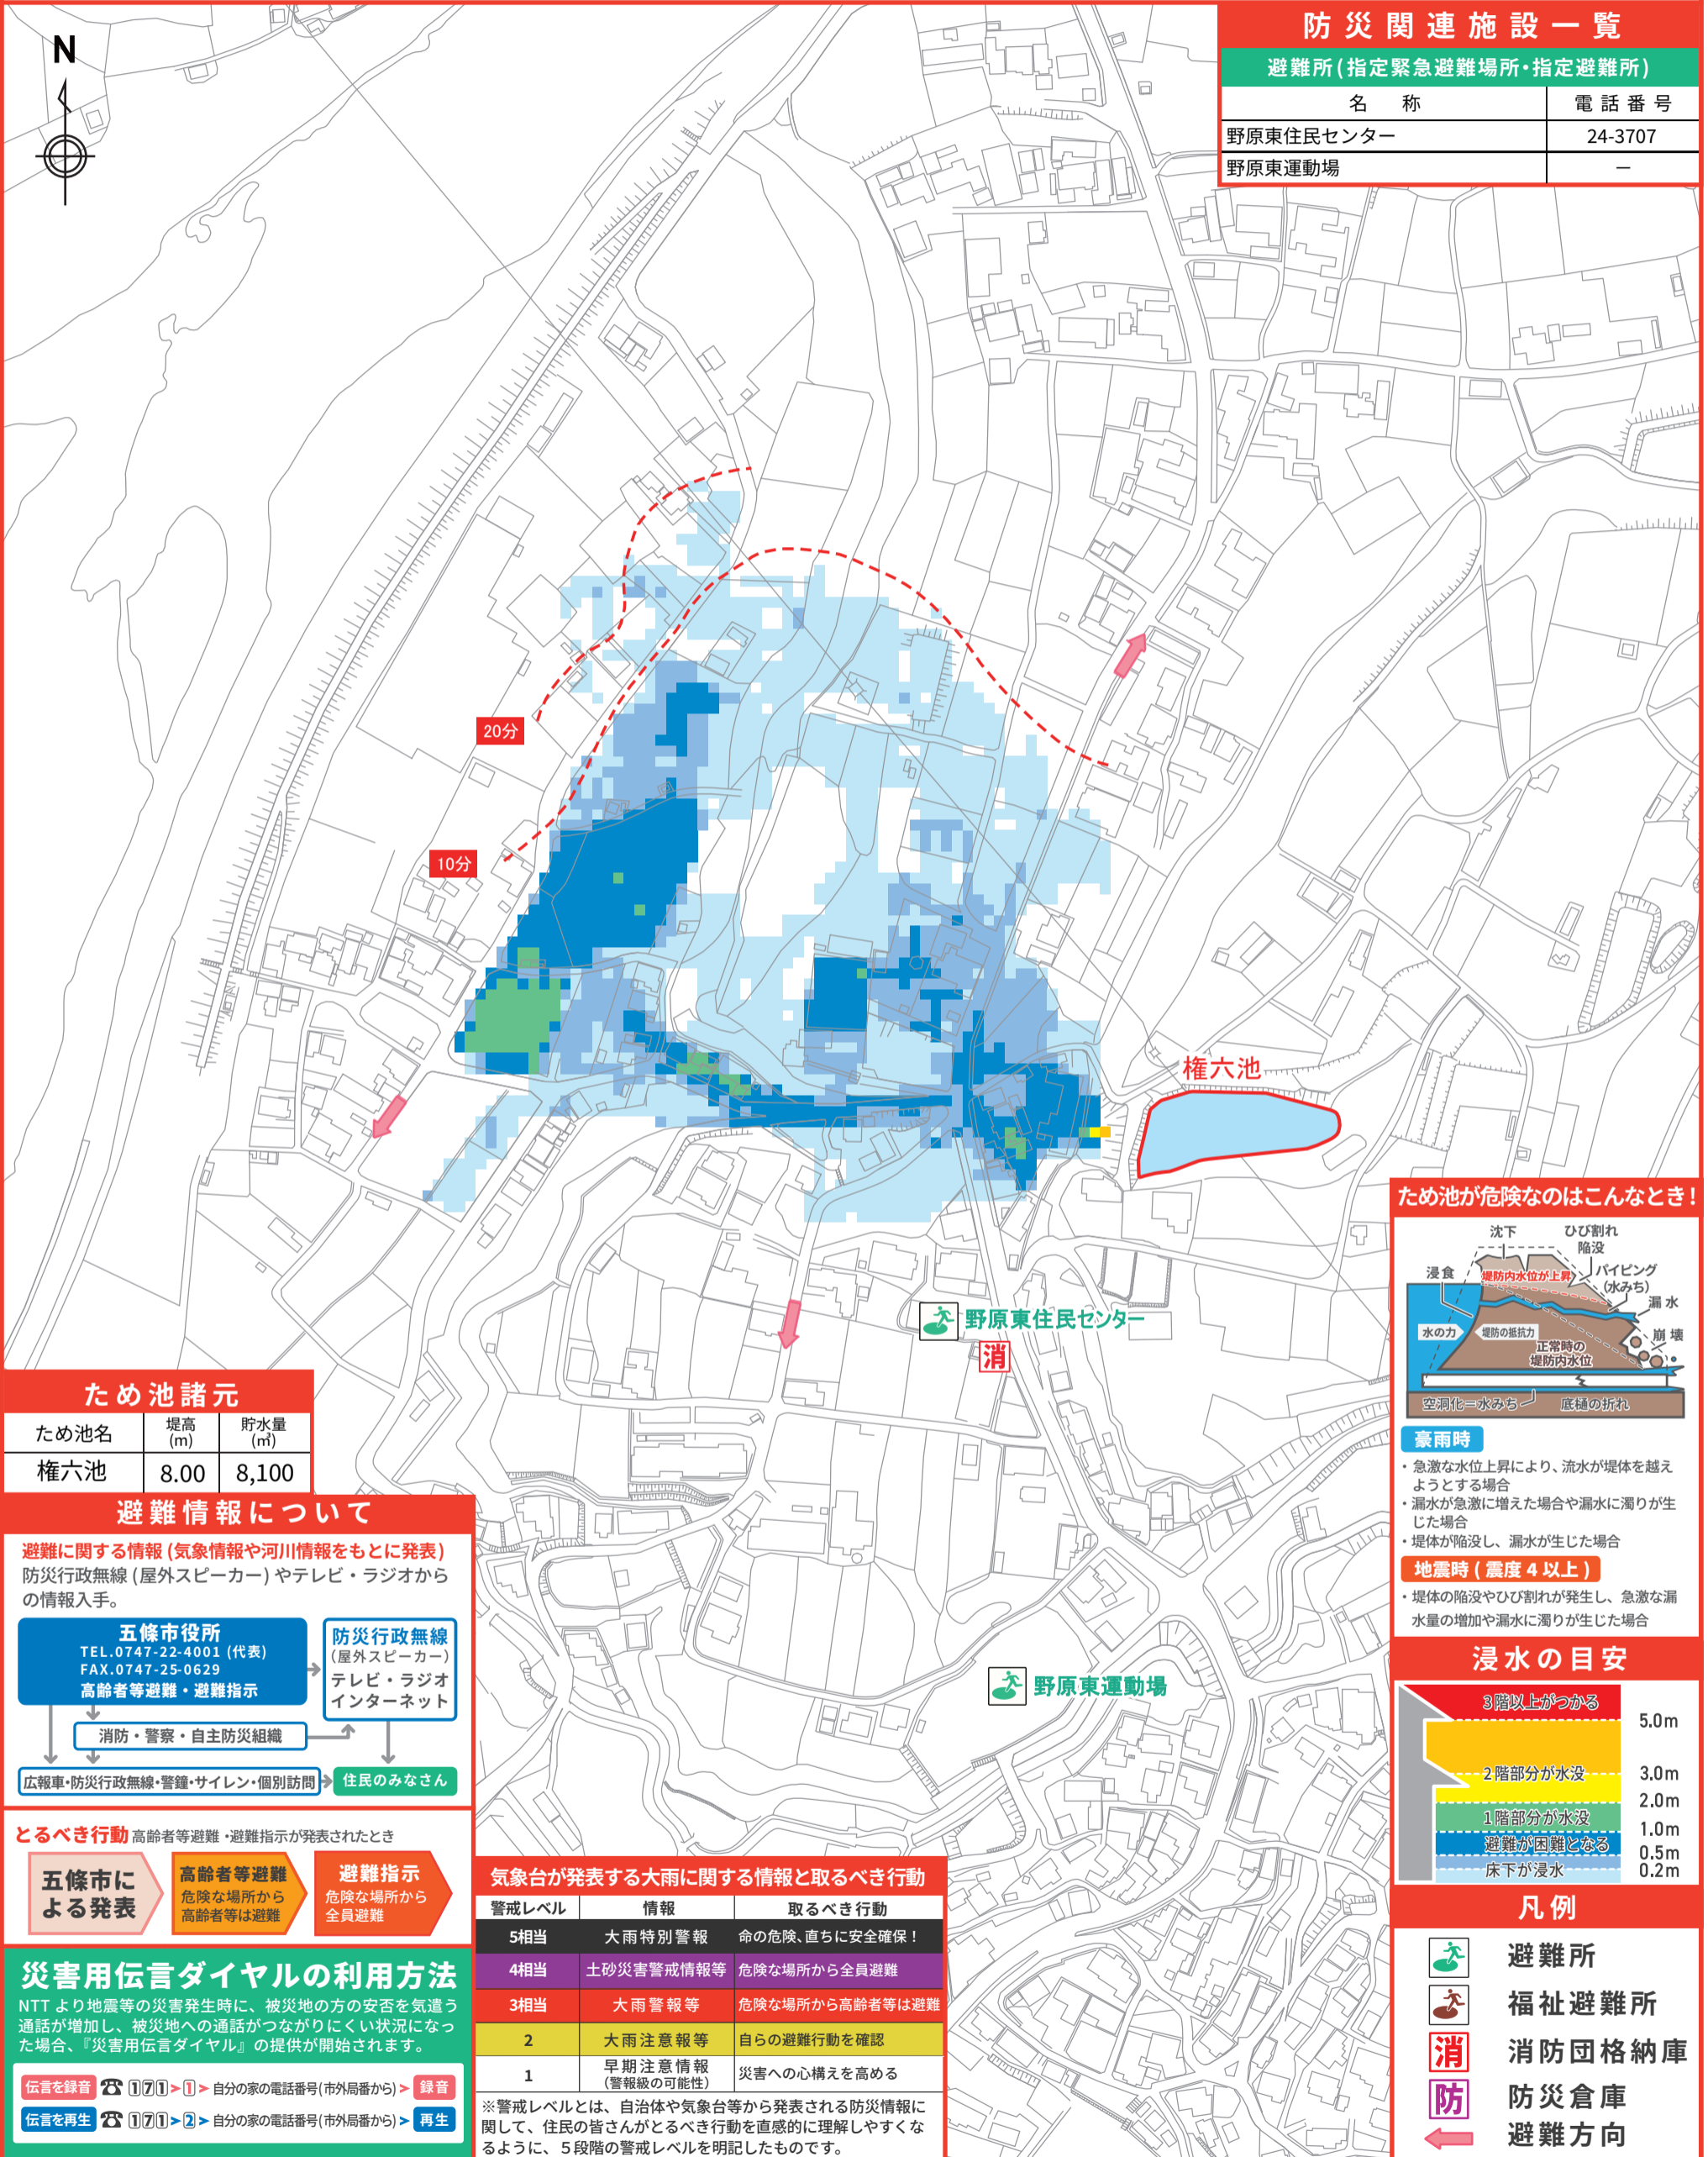 N
防災関連施設一覧
避難所(指定緊急避難場所・指定避難所)
名　称　電話番号
野原東住民センター　24-3707
野原東運動場　－
20分
10分
権六池
野原東住民センター
消
野原東運動場
ため池諸元
ため池名　堤高(m)　貯水量(㎥)
権六池　8.00　8,100
避難情報について
避難に関する情報(気象情報や河川情報をもとに発表)
防災行政無線(屋外スピーカー)やテレビ・ラジオから
の情報入手。
五條市役所
TEL.0747-22-4001(代表)
FAX.0747-25-0629
高齢者等避難・避難指示
防災行政無線
(屋外スピーカー)
テレビ・ラジオ
インターネット
消防・警察・自主防災組織
広報車・防災行政無線・警鐘・サイレン・個別訪問
住民のみなさん
とるべき行動 高齢者等避難・避難指示が発表されたとき
五條市に
よる発表
高齢者等避難
危険な場所から
高齢者等は避難
避難指示
危険な場所から
全員避難
災害用伝言ダイヤルの利用方法
NTTより地震等の災害発生時に、被災地の方の安否を気遣う
通話が増加し、被災地への通話がつながりにくい状況になっ
た場合、『災害用伝言ダイヤル』の提供が開始されます。
伝言を録音 ☎ 171>1> 自分の家の電話番号(市外局番から)> 録音
伝言を再生 ☎ 171>2> 自分の家の電話番号(市外局番から)> 再生
気象台が発表する大雨に関する情報と取るべき行動
警戒レベル　情報　取るべき行動
5相当　大雨特別警報　命の危険、直ちに安全確保！
4相当　土砂災害警戒情報等　危険な場所から全員避難
3相当　大雨警報等　危険な場所から高齢者等は避難
2　大雨注意報等　自らの避難行動を確認
1　早期注意情報(警報級の可能性)　災害への心構えを高める
※警戒レベルとは、自治体や気象台等から発表される防災情報に
関して、住民の皆さんがとるべき行動を直感的に理解しやすくな
るように、５段階の警戒レベルを明記したものです。
ため池が危険なのはこんなとき！
沈下
ひび割れ
陥没
浸食
堤防内水位が上昇
パイピング
(水みち)
漏水
水の力
堤防の抵抗力
正常時の
堤防内水位
崩壊
空洞化＝水みち
底樋の折れ
豪雨時
・急激な水位上昇により、流水が堤体を越え
ようとする場合
・漏水が急激に増えた場合や漏水に濁りが生
じた場合
・堤体が陥没し、漏水が生じた場合
地震時(震度４以上)
・堤体の陥没やひび割れが発生し、急激な漏
水量の増加や漏水に濁りが生じた場合
浸水の目安
3階以上がつかる
5.0m
2階部分が水没
3.0m
2.0m
1階部分が水没
1.0m
避難が困難となる
0.5m
床下が浸水
0.2m
凡例
避難所
福祉避難所
消　消防団格納庫
防　防災倉庫
避難方向